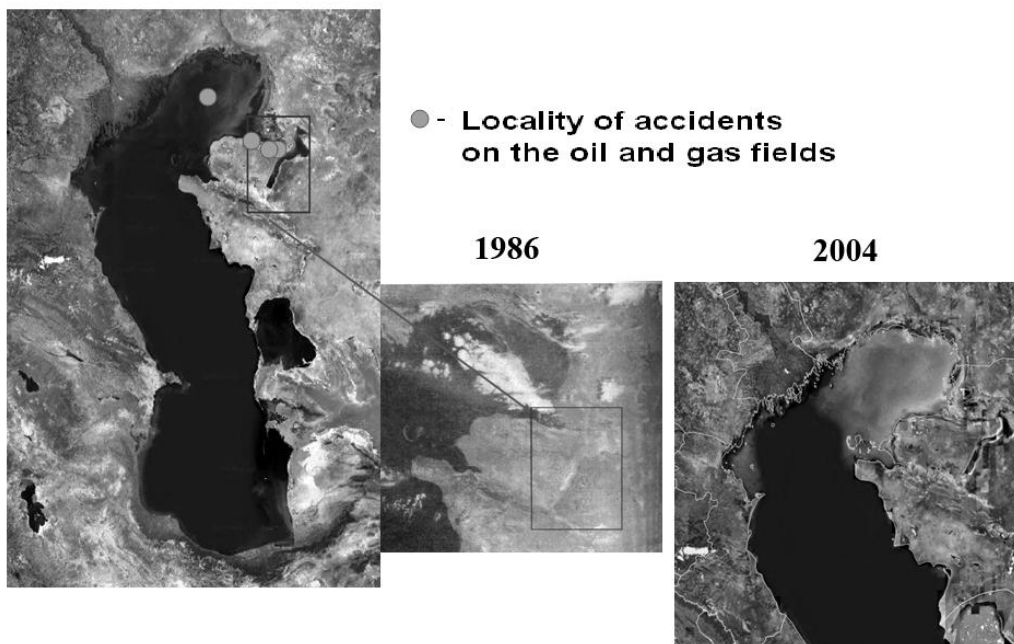 - Locality of accidents
on the oil and gas fields
1986
2004